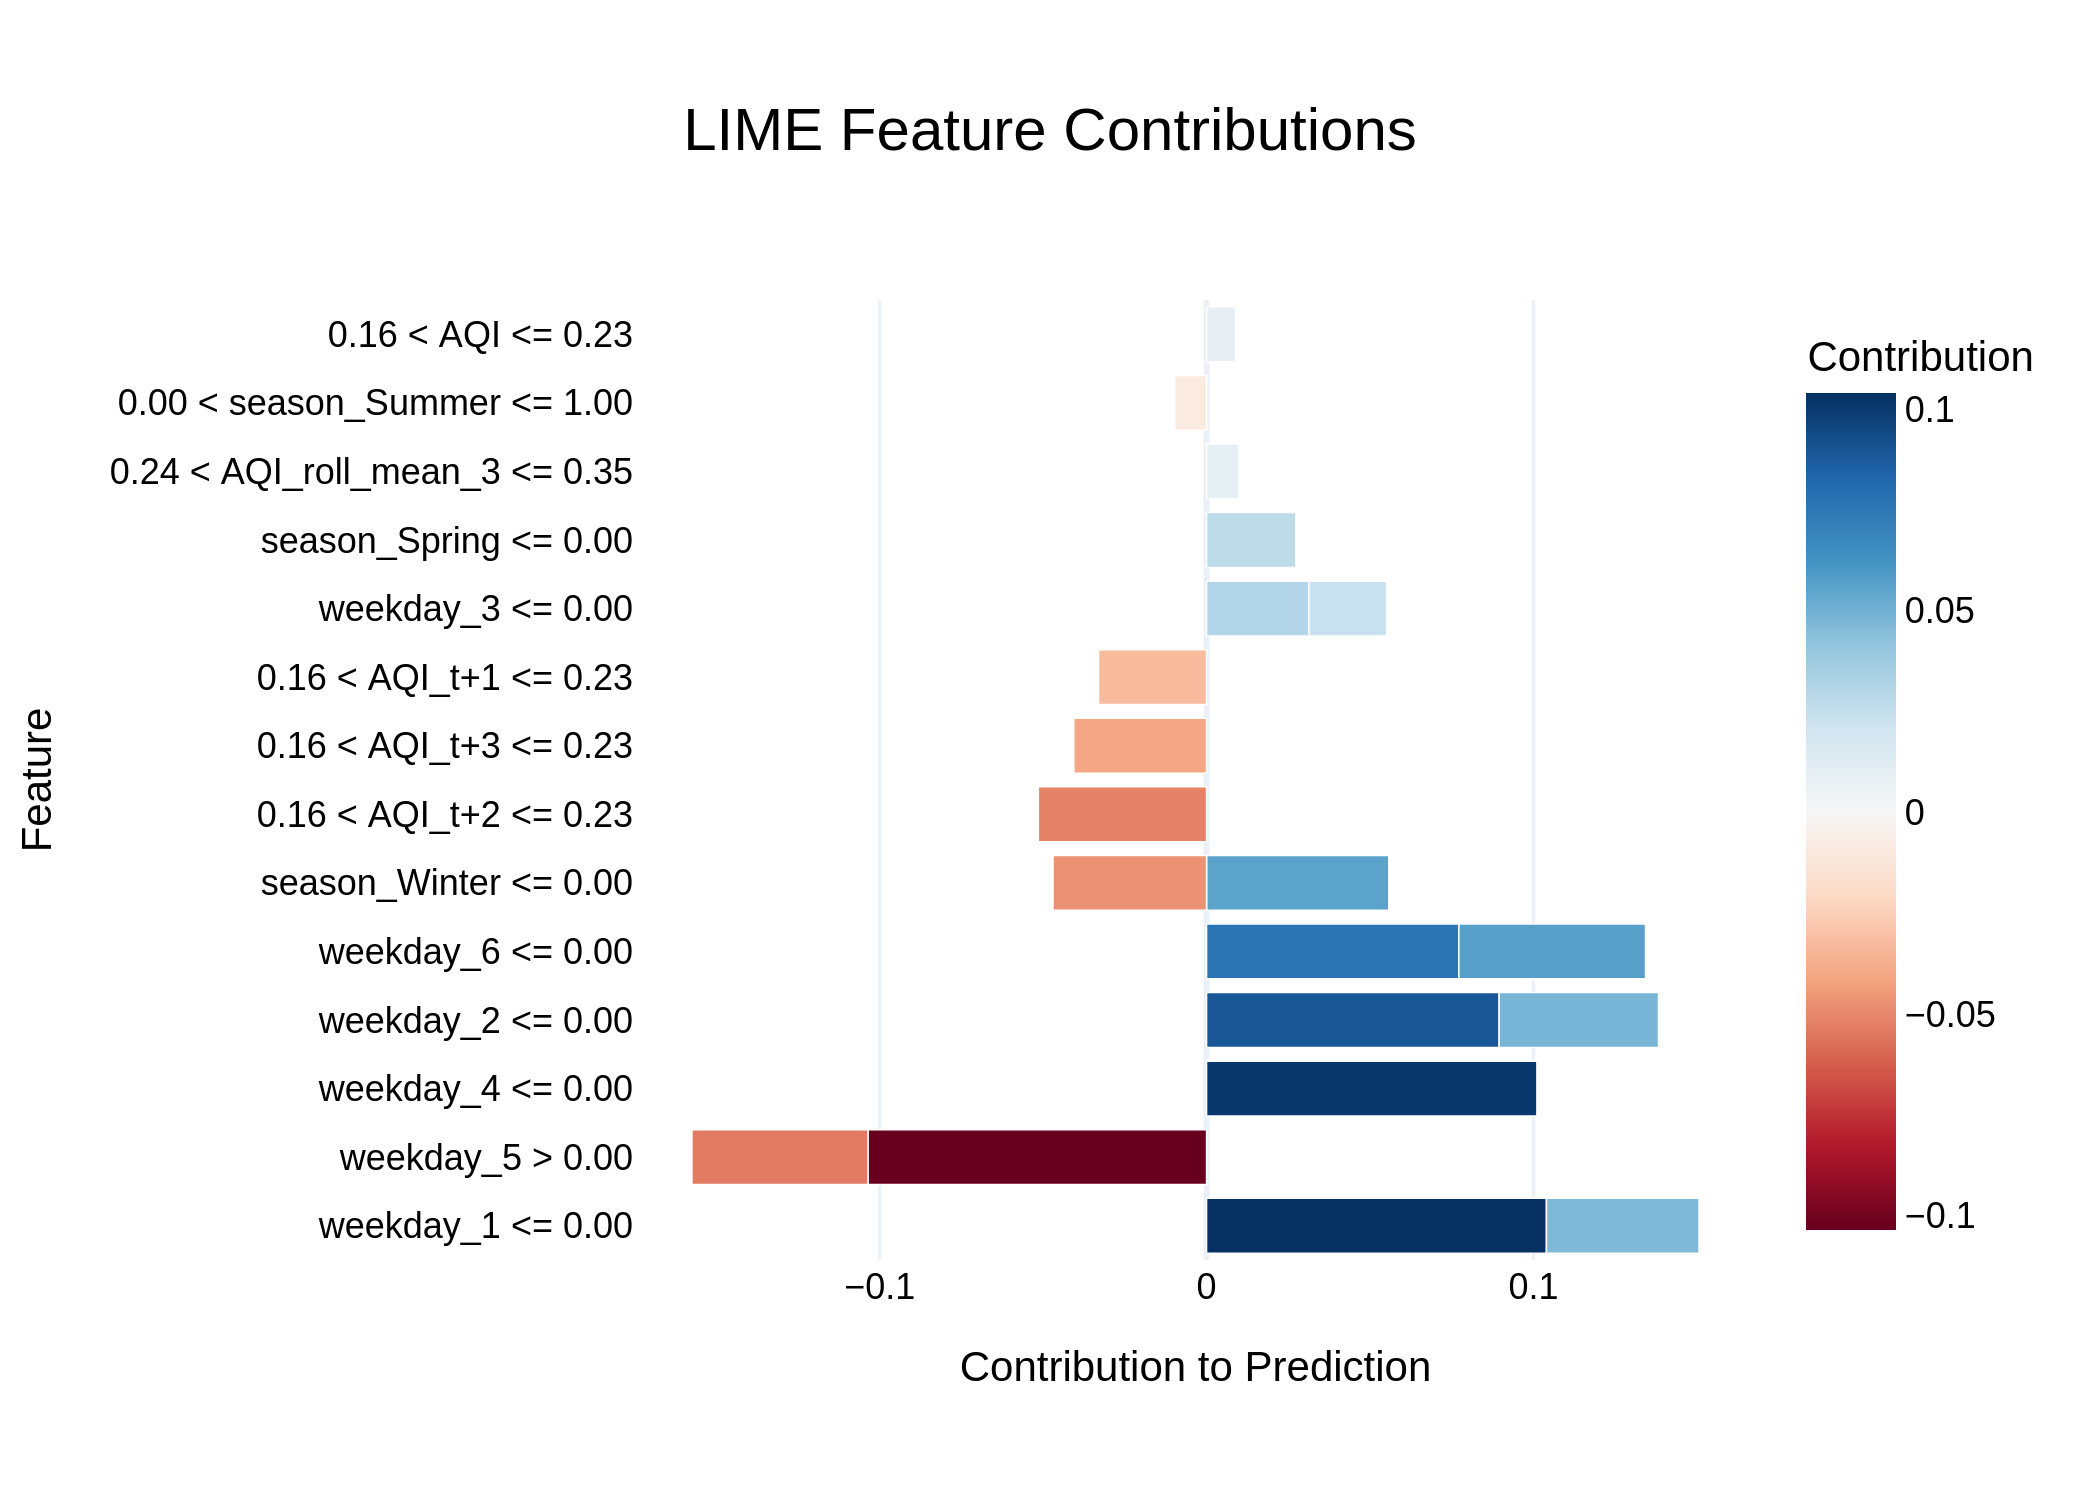 LIME Feature Contributions
0.16 < AQI <= 0.23
0.00 < season_Summer <= 1.00
0.24 < AQI_roll_mean_3 <= 0.35
season_Spring <= 0.00
weekday_3 <= 0.00
0.16 < AQI_t+1 <= 0.23
0.16 < AQI_t+3 <= 0.23
0.16 < AQI_t+2 <= 0.23
season_Winter <= 0.00
weekday_6 <= 0.00
weekday_2 <= 0.00
weekday_4 <= 0.00
weekday_5 > 0.00
weekday_1 <= 0.00
Feature
−0.1
0
0.1
Contribution to Prediction
Contribution
0.1
0.05
0
−0.05
−0.1